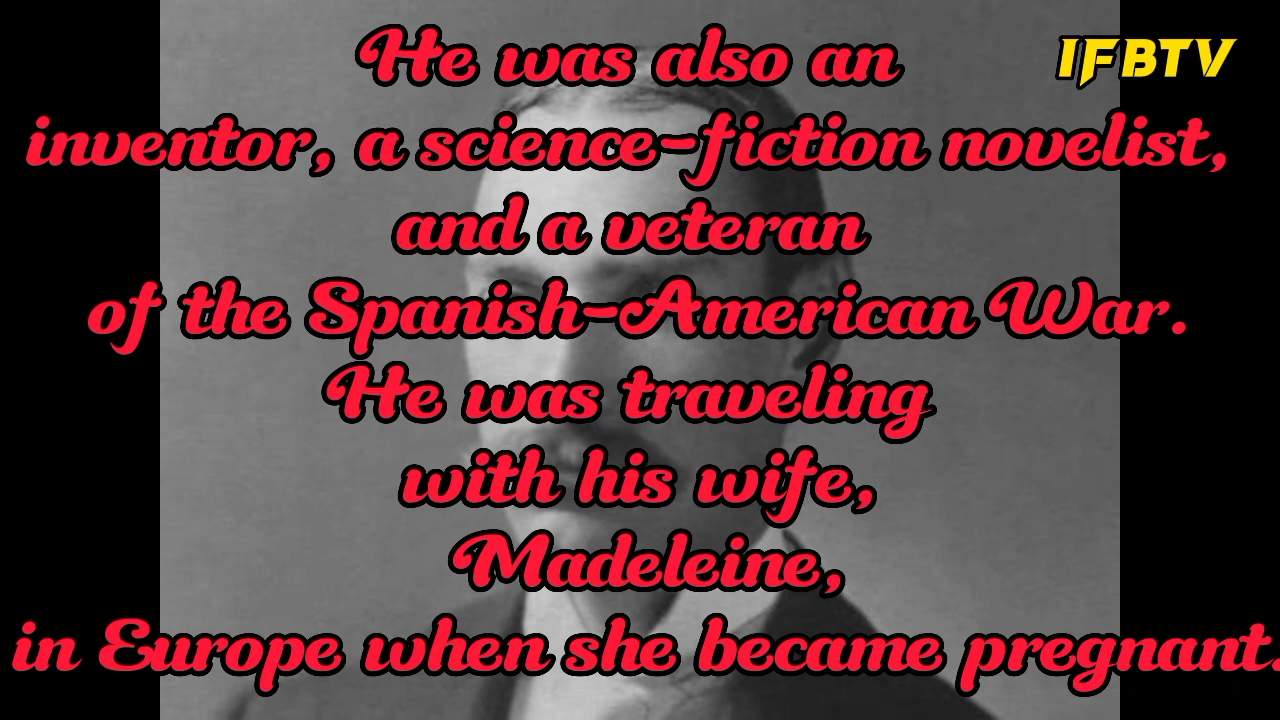 He was also an
IFBTV
inventor, a science-fiction novelist,
and a veteran
of the Spanish-American War.
He was traveling
with his wife,
Madeleine,
in Europe when she became pregnant.